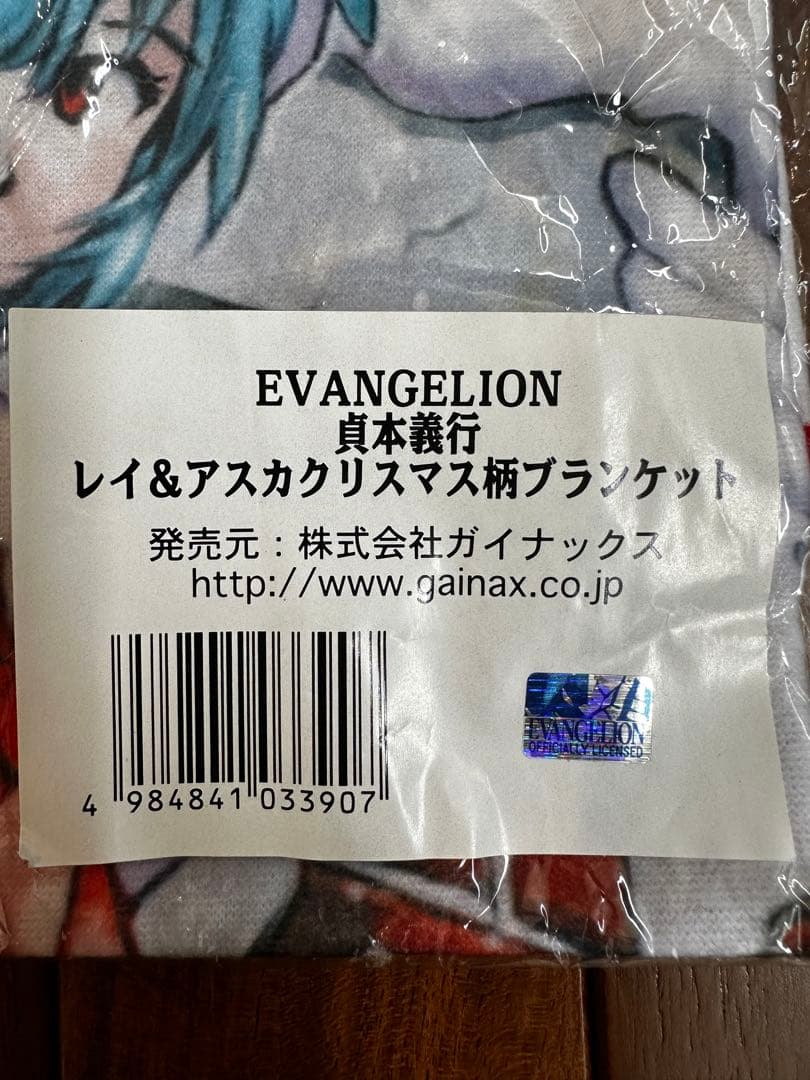 EVANGELION
貞本義行
レイ&アスカクリスマス柄ブランケット
発売元：株式会社ガイナックス
http://www.gainax.co.jp
4 984841 033907
EVANGELION
OFFICIALLY LICENSED